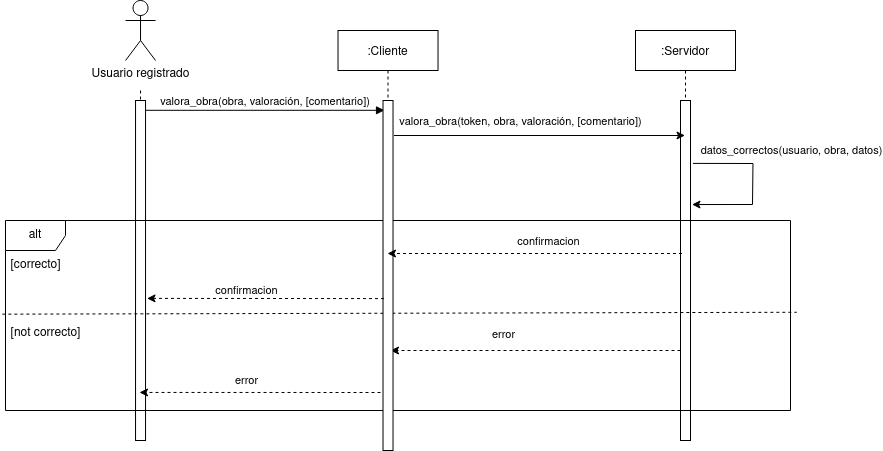 :Cliente
:Servidor
Usuario registrado
valora_obra(obra, valoración, [comentario])
valora_obra(token, obra, valoración, [comentario])
datos_correctos(usuario, obra, datos)
alt
confirmacion
[correcto]
confirmacion
[not correcto]
error
error